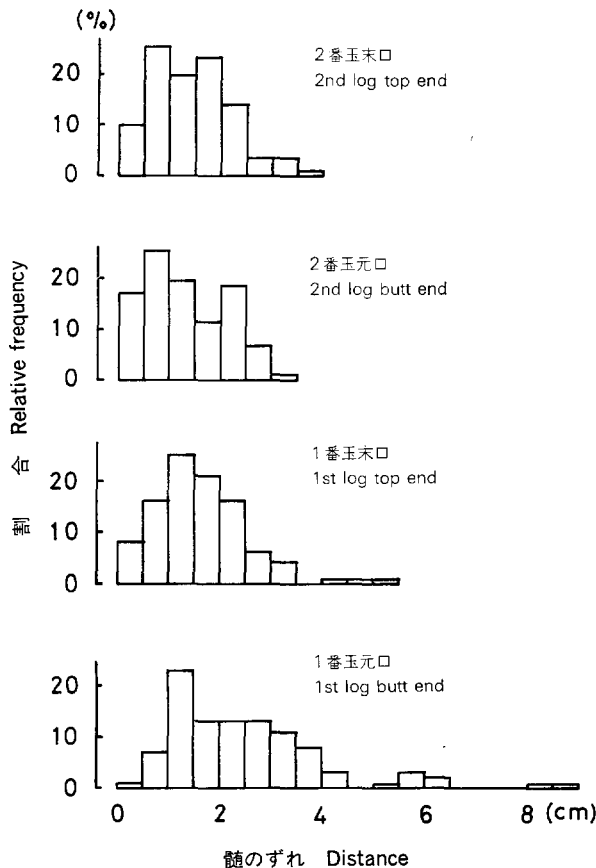 (%)
20
10
0
2番玉末口
2nd log top end
20
10
0
2番玉元口
2nd log butt end
20
10
0
1番玉末口
1st log top end
20
10
0
1番玉元口
1st log butt end
割合 Relative frequency
0 2 4 6 8 (cm)
髄のずれ Distance